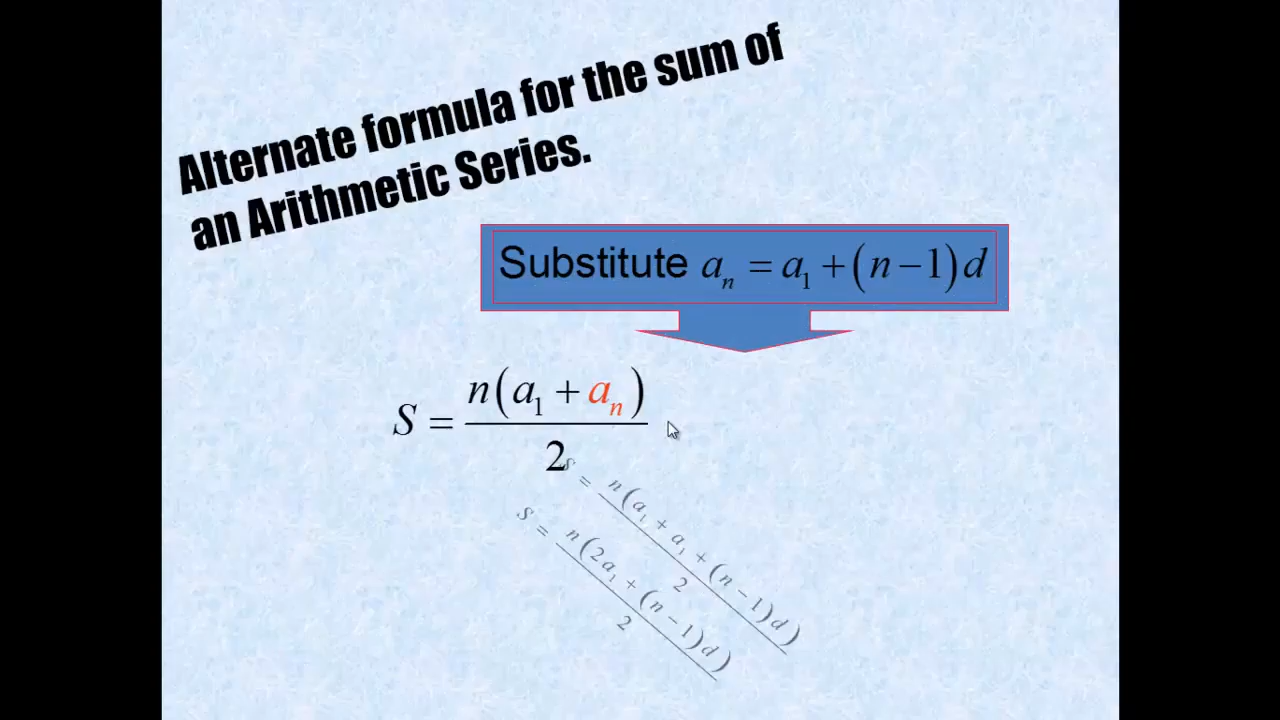 Alternate formula for the sum of
an Arithmetic Series.
Substitute aₙ = a₁ + (n − 1)d
S = n(a₁ + aₙ) / 2
S = n(a₁ + a₁ + (n − 1)d) / 2
S = n(2a₁ + (n − 1)d) / 2